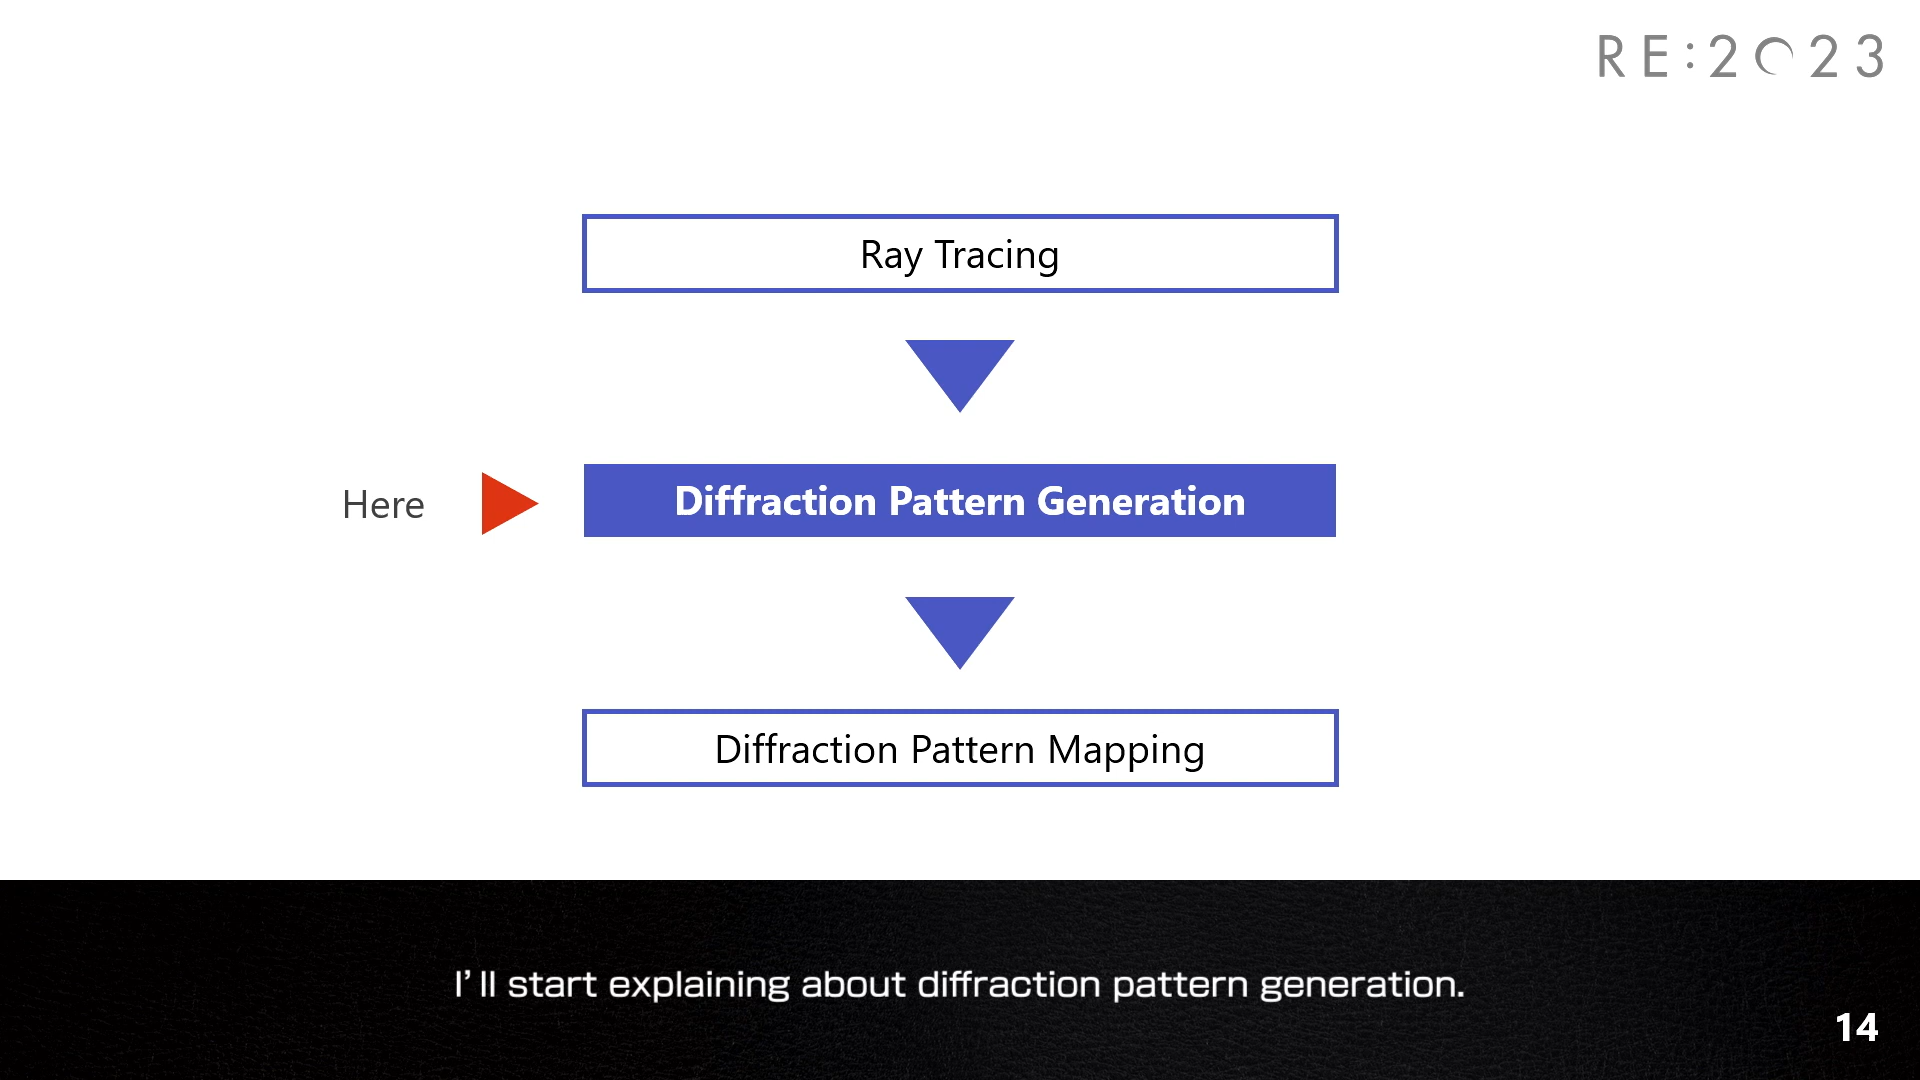 RE:2023
Ray Tracing
Here
Diffraction Pattern Generation
Diffraction Pattern Mapping
I’ll start explaining about diffraction pattern generation.
14